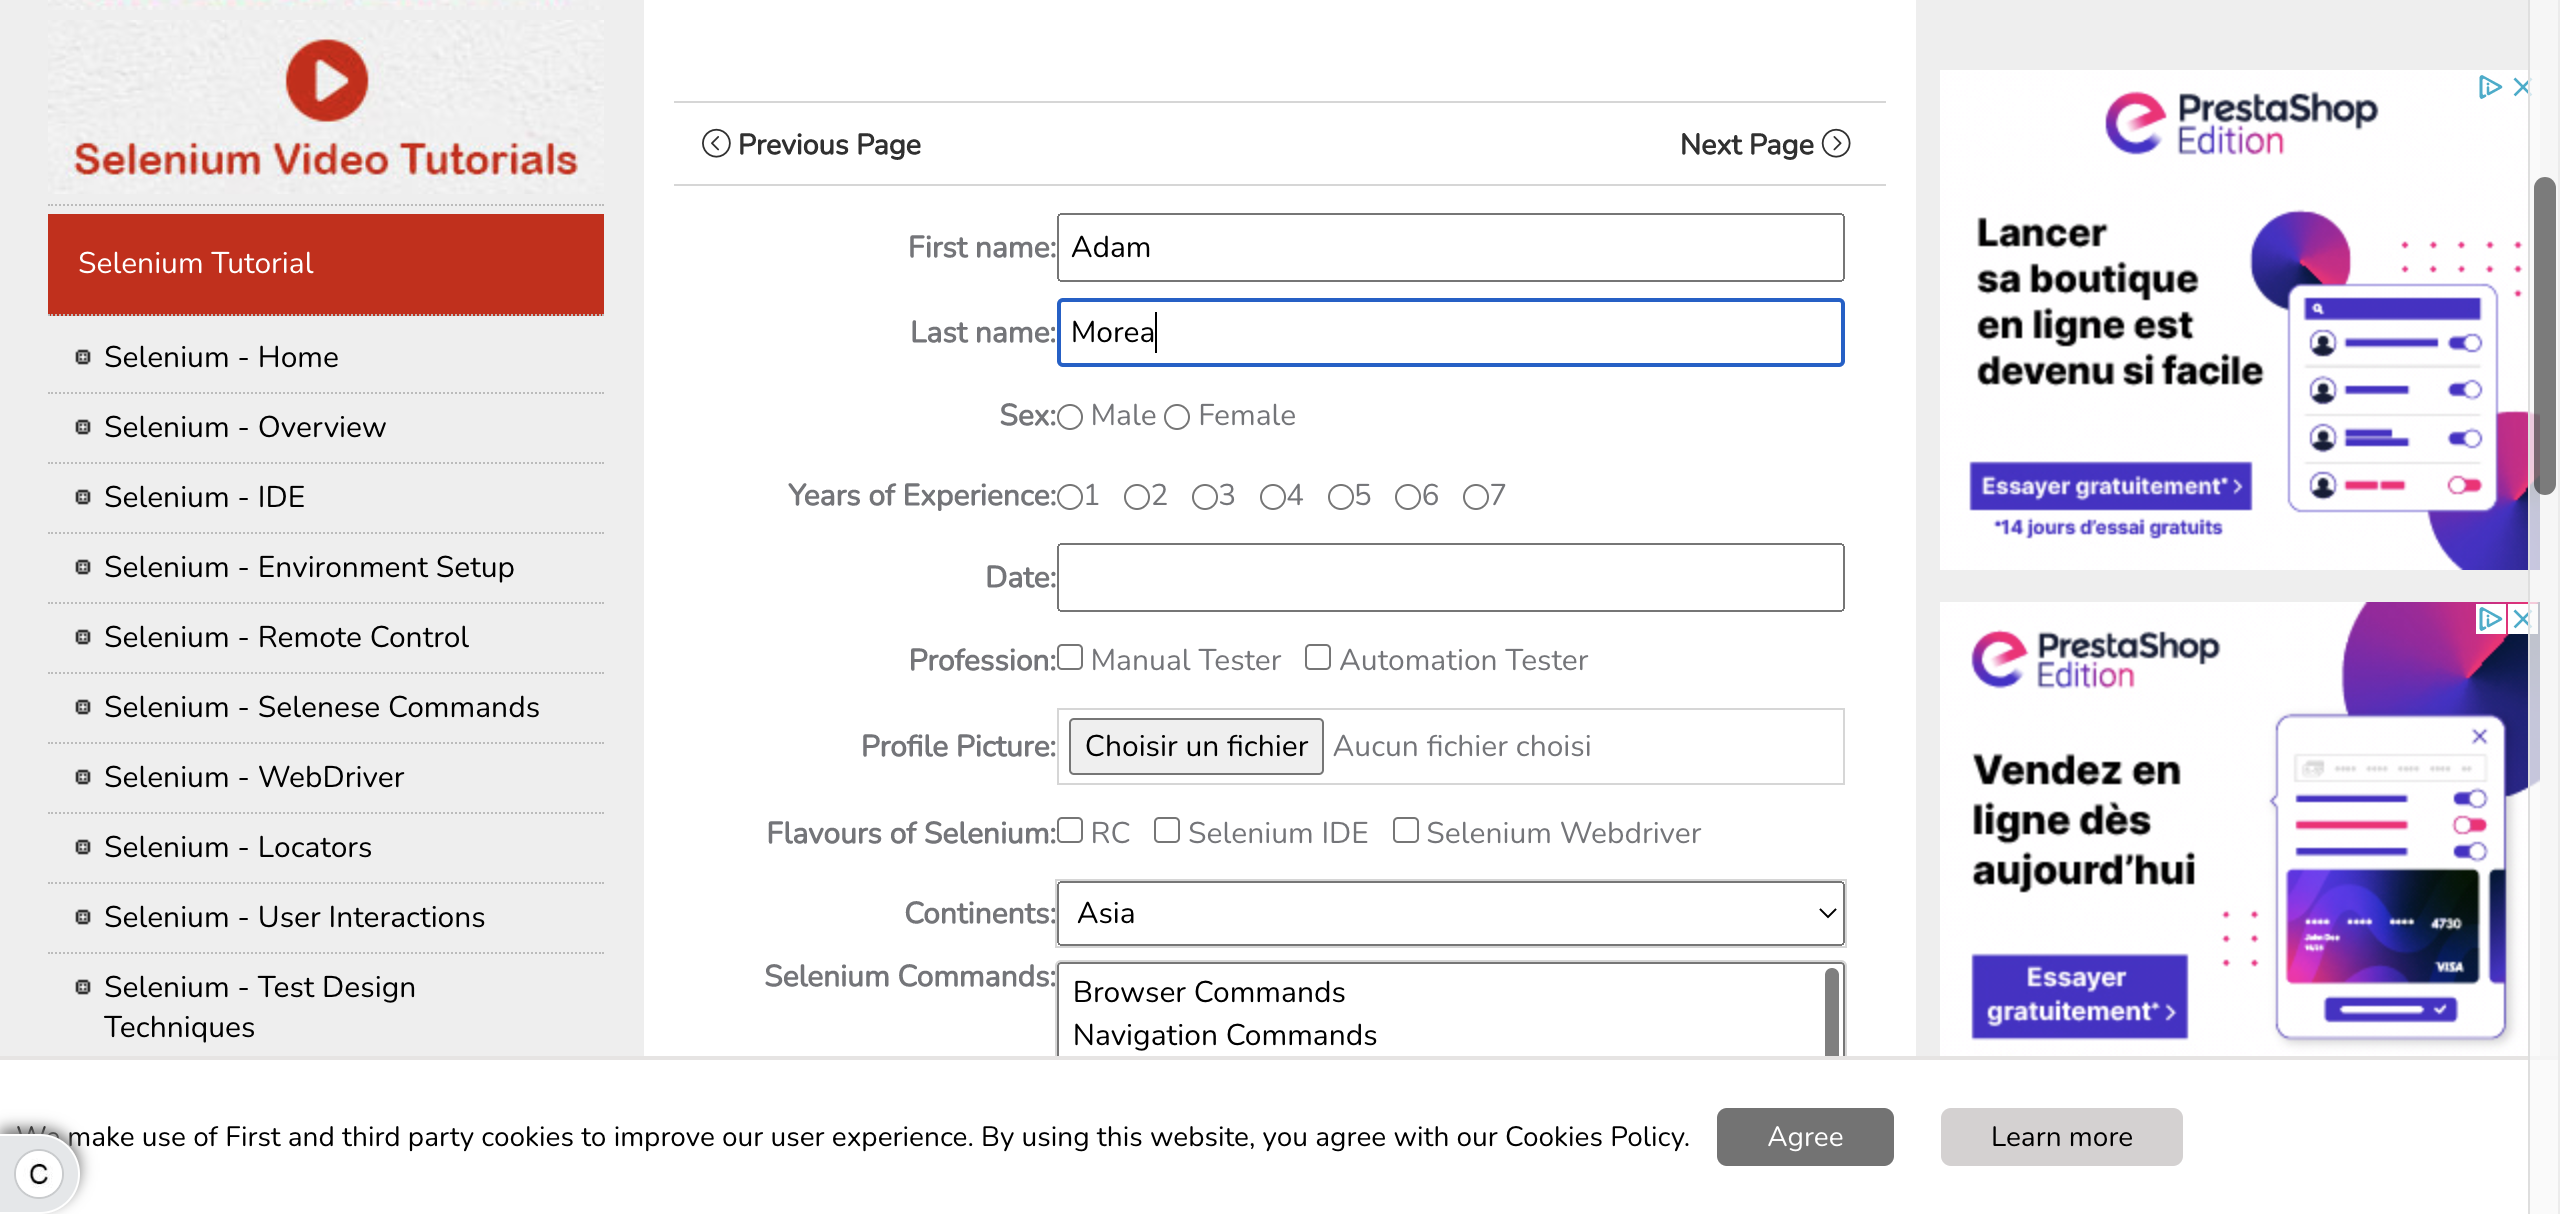 Selenium Video Tutorials
Selenium Tutorial
Selenium - Home
Selenium - Overview
Selenium - IDE
Selenium - Environment Setup
Selenium - Remote Control
Selenium - Selenese Commands
Selenium - WebDriver
Selenium - Locators
Selenium - User Interactions
Selenium - Test Design
Techniques
Previous Page
Next Page
First name: Adam
Last name: Morea
Sex: Male Female
Years of Experience: 1 2 3 4 5 6 7
Date:
Profession: Manual Tester Automation Tester
Profile Picture: Choisir un fichier Aucun fichier choisi
Flavours of Selenium: RC Selenium IDE Selenium Webdriver
Continents: Asia
Selenium Commands: Browser Commands
Navigation Commands
PrestaShop
Edition
Lancer
sa boutique
en ligne est
devenu si facile
Essayer gratuitement* >
*14 jours d'essai gratuits
PrestaShop
Edition
Vendez en
ligne dès
aujourd'hui
4730
VISA
Essayer
gratuitement* >
We make use of First and third party cookies to improve our user experience. By using this website, you agree with our Cookies Policy.
Agree
Learn more
C